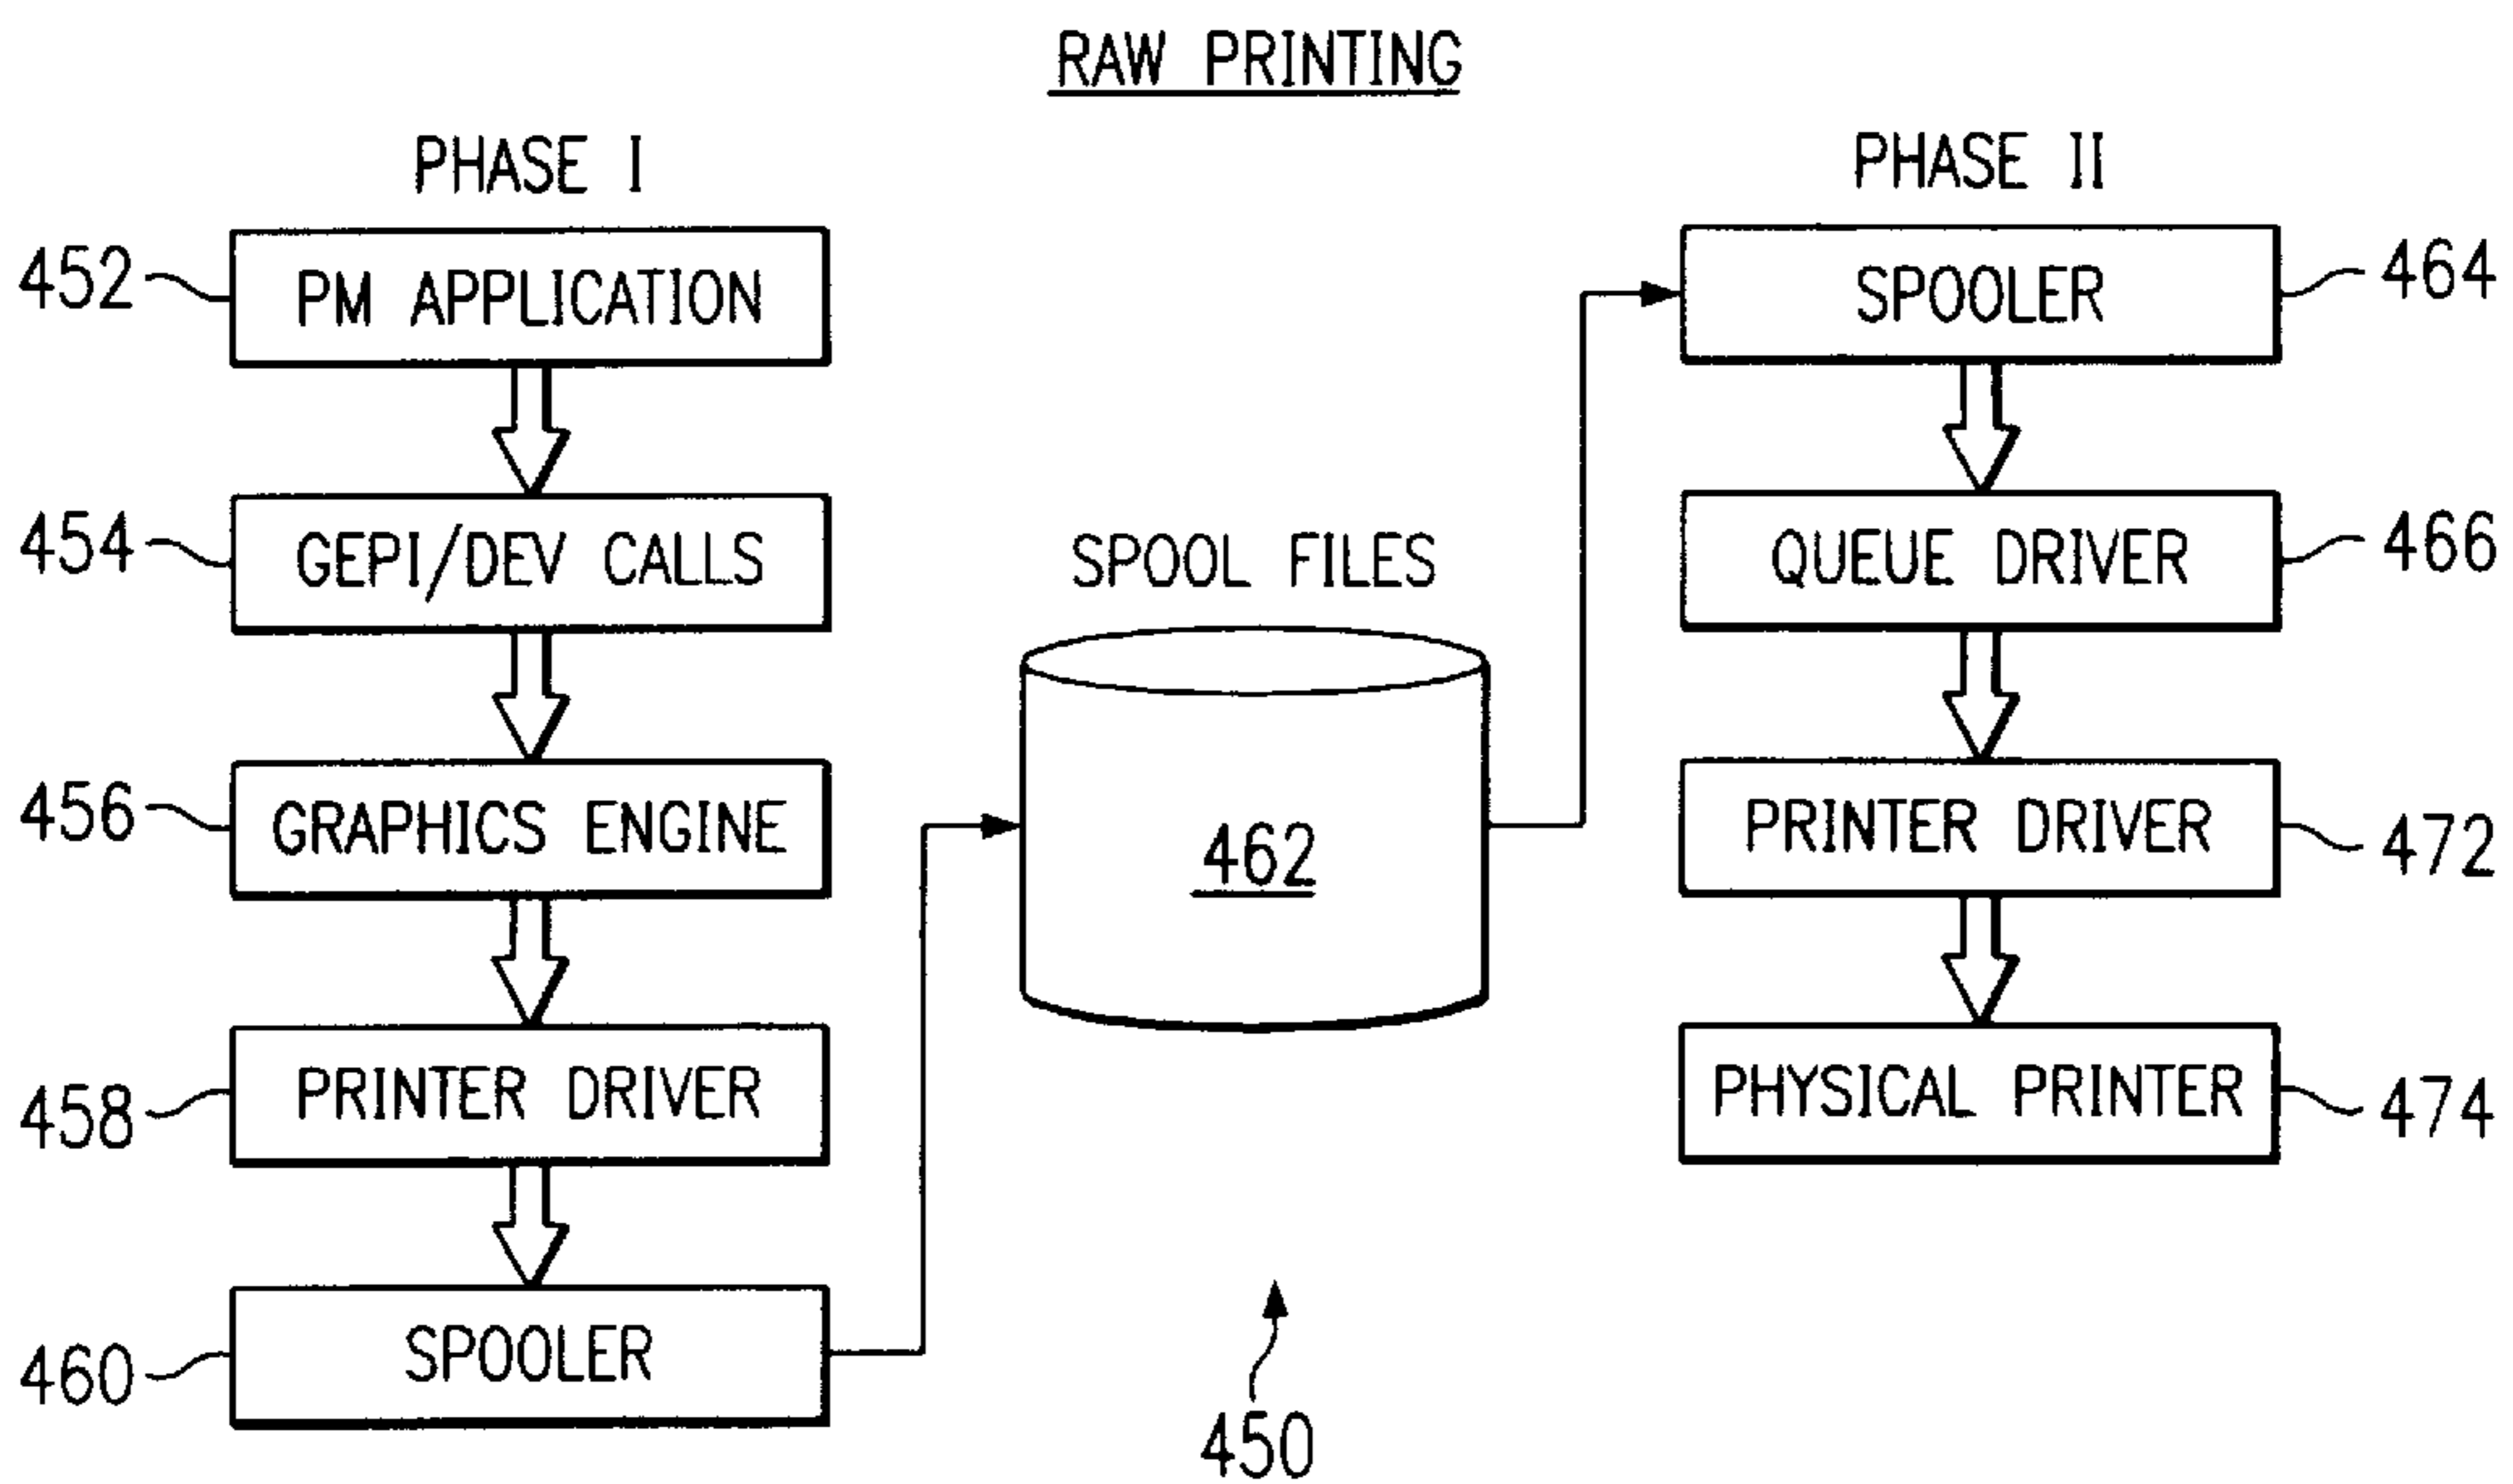 RAW PRINTING
PHASE I
452
PM APPLICATION
454
GEPI/DEV CALLS
456
GRAPHICS ENGINE
458
PRINTER DRIVER
460
SPOOLER
SPOOL FILES
462
450
PHASE II
SPOOLER
464
QUEUE DRIVER
466
PRINTER DRIVER
472
PHYSICAL PRINTER
474